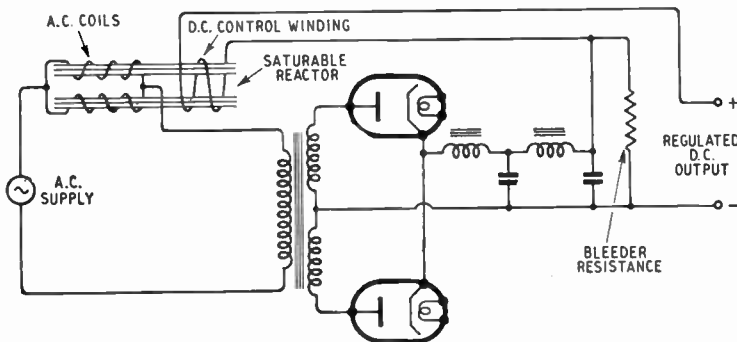 A.C. COILS
D.C. CONTROL WINDING
SATURABLE
REACTOR
A.C.
SUPPLY
+
REGULATED
D.C.
OUTPUT
−
BLEEDER
RESISTANCE